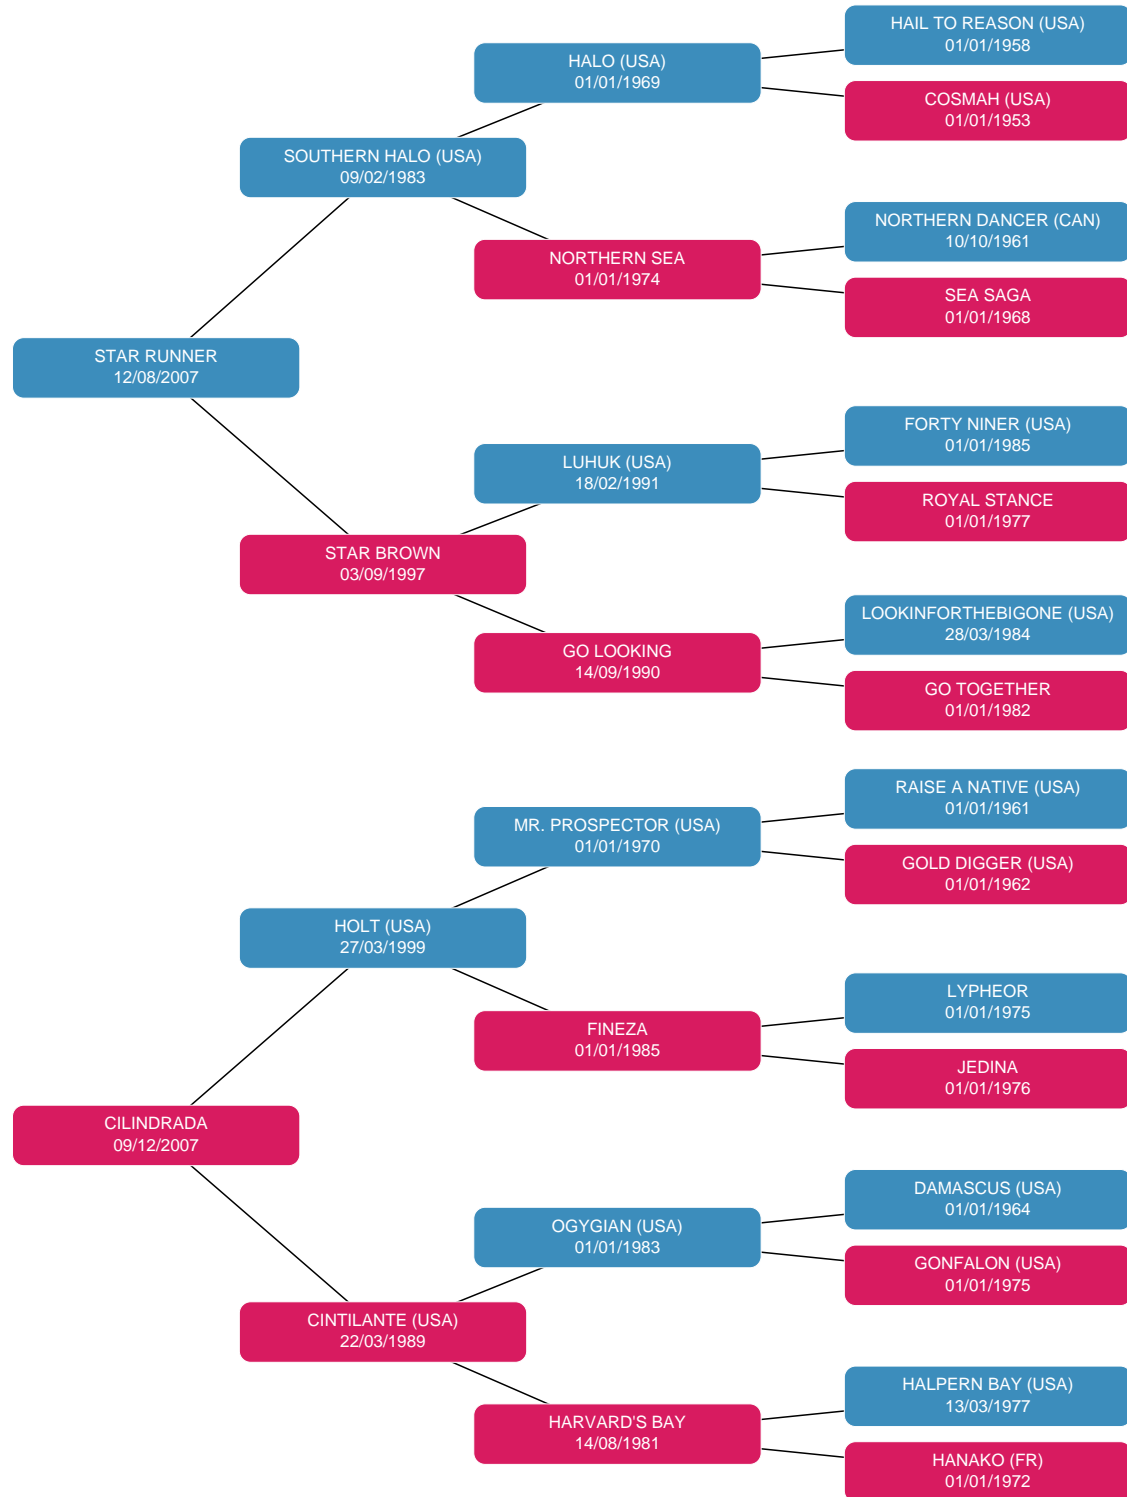 HAIL TO REASON (USA)
01/01/1958
HALO (USA)
01/01/1969
COSMAH (USA)
01/01/1953
SOUTHERN HALO (USA)
09/02/1983
NORTHERN DANCER (CAN)
10/10/1961
NORTHERN SEA
01/01/1974
SEA SAGA
01/01/1968
STAR RUNNER
12/08/2007
FORTY NINER (USA)
01/01/1985
LUHUK (USA)
18/02/1991
ROYAL STANCE
01/01/1977
STAR BROWN
03/09/1997
LOOKINFORTHEBIGONE (USA)
28/03/1984
GO LOOKING
14/09/1990
GO TOGETHER
01/01/1982
RAISE A NATIVE (USA)
01/01/1961
MR. PROSPECTOR (USA)
01/01/1970
GOLD DIGGER (USA)
01/01/1962
HOLT (USA)
27/03/1999
LYPHEOR
01/01/1975
FINEZA
01/01/1985
JEDINA
01/01/1976
CILINDRADA
09/12/2007
DAMASCUS (USA)
01/01/1964
OGYGIAN (USA)
01/01/1983
GONFALON (USA)
01/01/1975
CINTILANTE (USA)
22/03/1989
HALPERN BAY (USA)
13/03/1977
HARVARD'S BAY
14/08/1981
HANAKO (FR)
01/01/1972